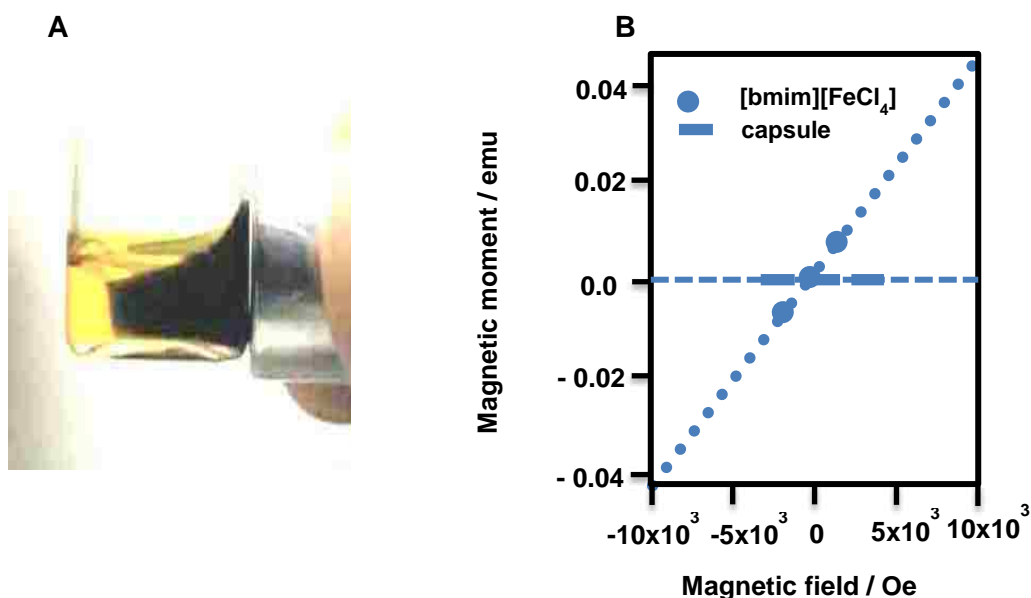 A
B
[bmim][FeCl4]
capsule
Magnetic moment / emu
0.04
0.02
0.0
- 0.02
- 0.04
-10x10³ -5x10³ 0 5x10³ 10x10³
Magnetic field / Oe